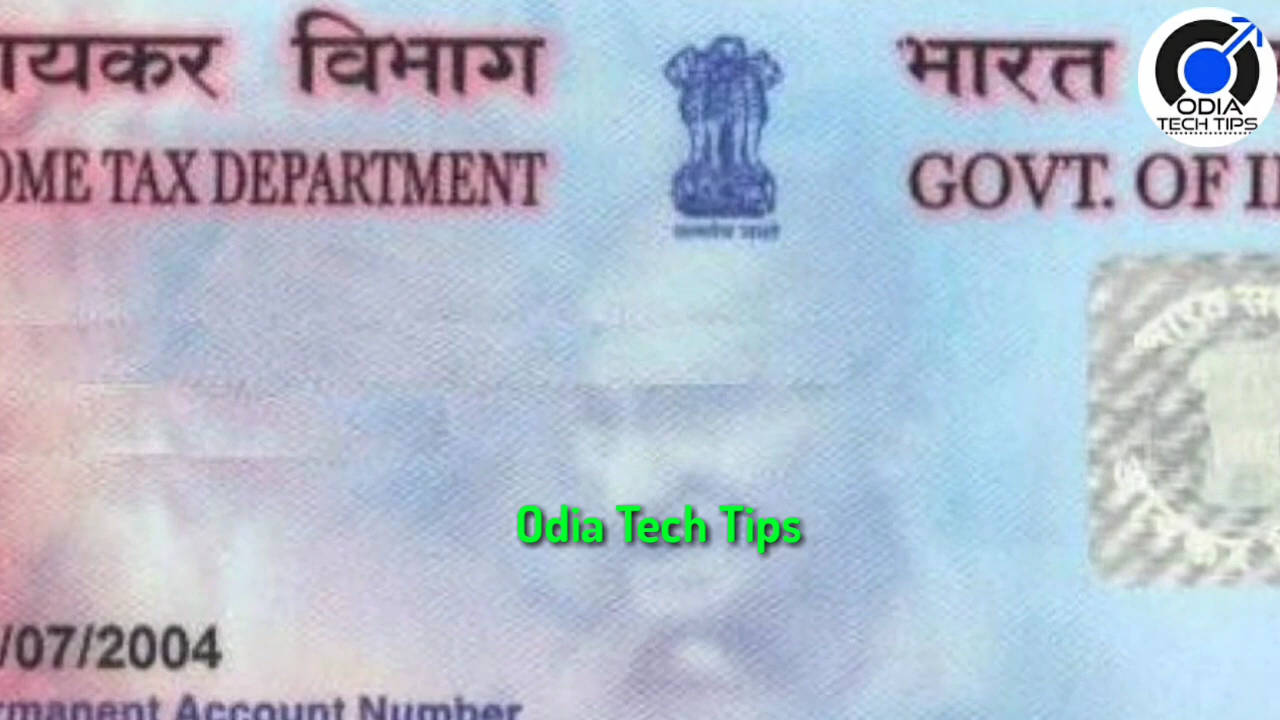 ायकर विभाग
भारत
OME TAX DEPARTMENT
GOVT. OF I
ODIA
TECH TIPS
Odia Tech Tips
/07/2004
rmanent Account Number